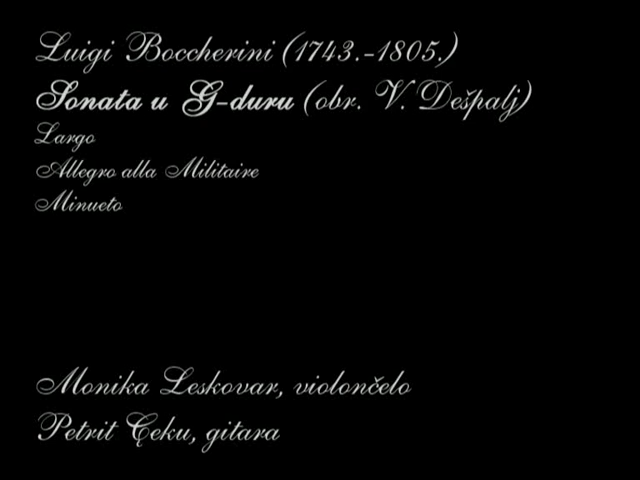 Luigi Boccherini (1743.-1805.)
Sonata u G-duru (obr. V. Dešpalj)
Largo
Allegro alla Militaire
Minueto
Monika Leskovar, violončelo
Petrit Çeku, gitara